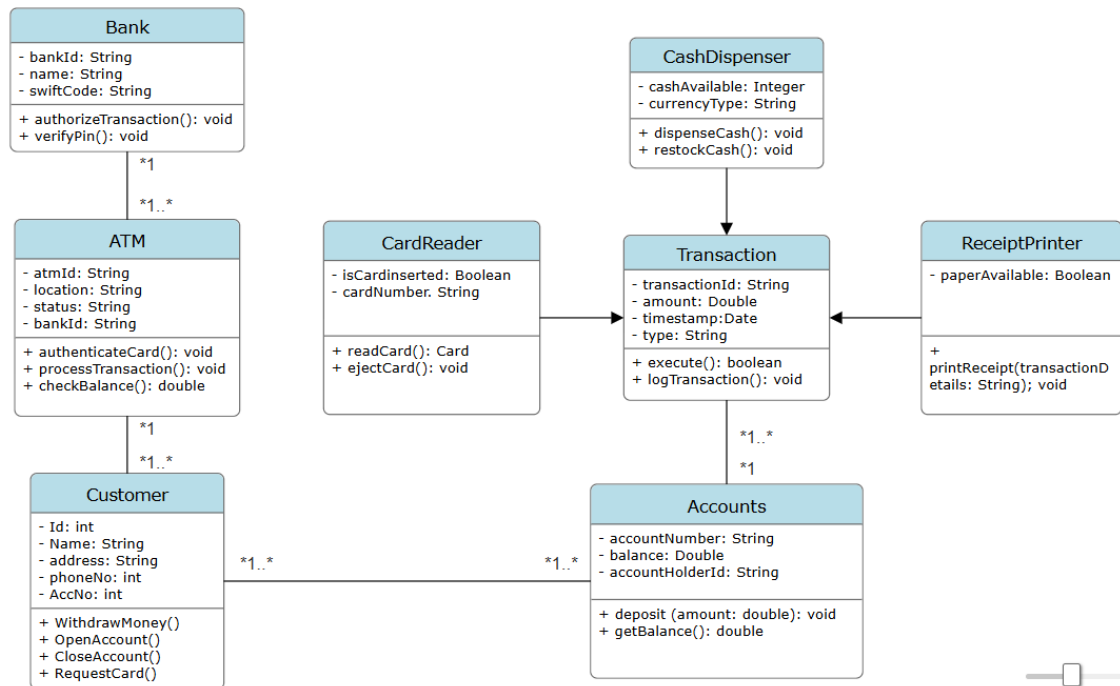 Bank
- bankId: String
- name: String
- swiftCode: String
+ authorizeTransaction(): void
+ verifyPin(): void
*1
*1..*
ATM
- atmId: String
- location: String
- status: String
- bankId: String
+ authenticateCard(): void
+ processTransaction(): void
+ checkBalance(): double
*1
*1..*
Customer
- Id: int
- Name: String
- address: String
- phoneNo: int
- AccNo: int
+ WithdrawMoney()
+ OpenAccount()
+ CloseAccount()
+ RequestCard()
*1..*
*1..*
CashDispenser
- cashAvailable: Integer
- currencyType: String
+ dispenseCash(): void
+ restockCash(): void
CardReader
- isCardinserted: Boolean
- cardNumber. String
+ readCard(): Card
+ ejectCard(): void
Transaction
- transactionId: String
- amount: Double
- timestamp:Date
- type: String
+ execute(): boolean
+ logTransaction(): void
ReceiptPrinter
- paperAvailable: Boolean
+
printReceipt(transactionD
etails: String); void
*1..*
*1
Accounts
- accountNumber: String
- balance: Double
- accountHolderId: String
+ deposit (amount: double): void
+ getBalance(): double